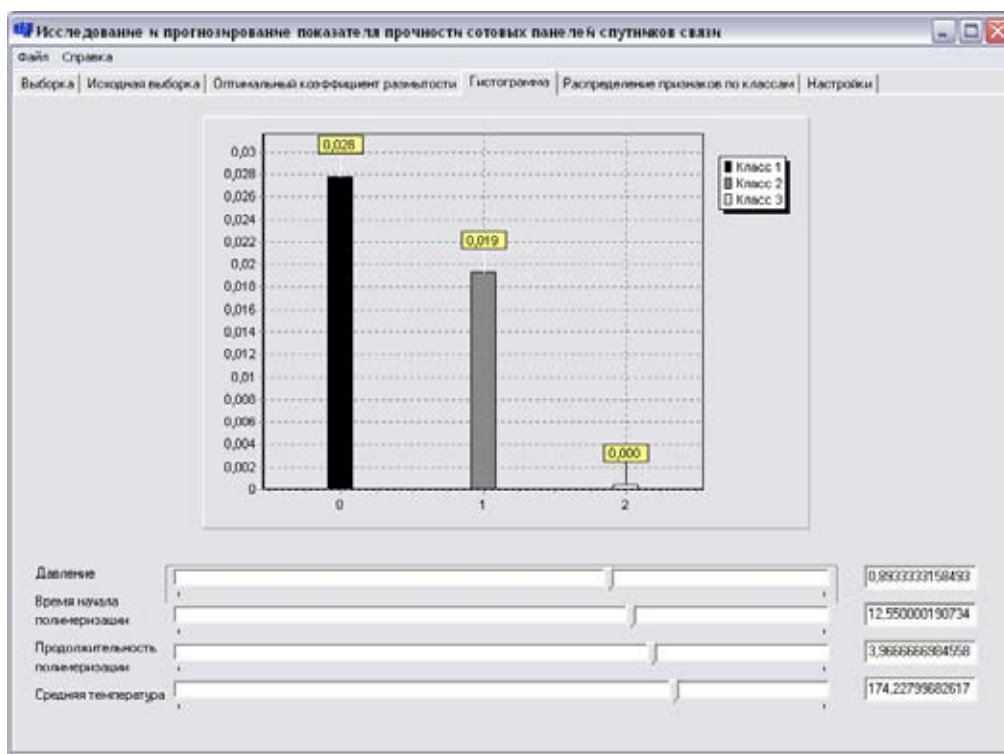 Исследование и прогнозирование показателя прочности сотовых панелей спутников связи
Файл Справка
Выборка Исходная выборка Оптимальный коэффициент размытости Гистограмма Распределение признаков по классам Настройки
0,03
0,028
0,026
0,024
0,022
0,02
0,018
0,016
0,014
0,012
0,01
0,008
0,006
0,004
0,002
0
0,028
0,019
0,000
0 1 2
Класс 1
Класс 2
Класс 3
Давление
0,89333333158493
Время начала
полимеризации
12,550000190734
Продолжительность
полимеризации
3,9666666984558
Средняя температура
174,22799682617